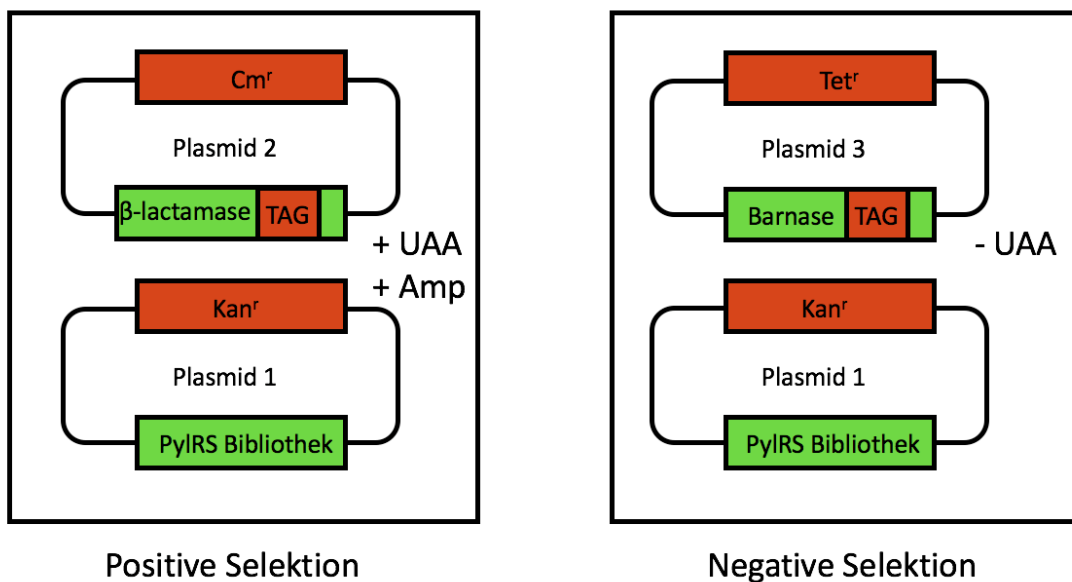 Cmʳ
Plasmid 2
β-lactamase TAG
+ UAA
+ Amp
Kanʳ
Plasmid 1
PylRS Bibliothek
Positive Selektion
Tetʳ
Plasmid 3
Barnase TAG
- UAA
Kanʳ
Plasmid 1
PylRS Bibliothek
Negative Selektion